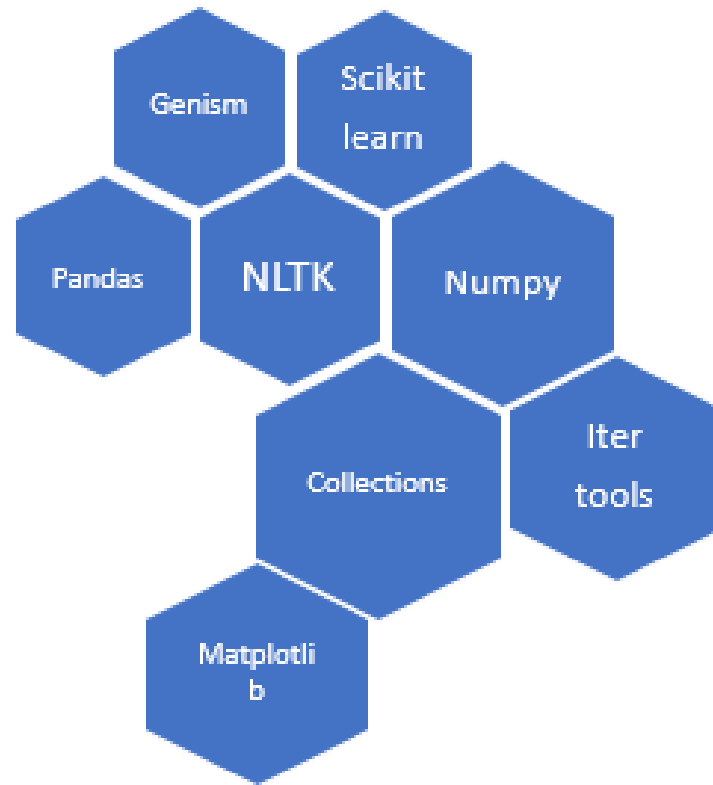 Genism
Scikit
learn
Pandas
NLTK
Numpy
Iter
tools
Collections
Matplotli
b